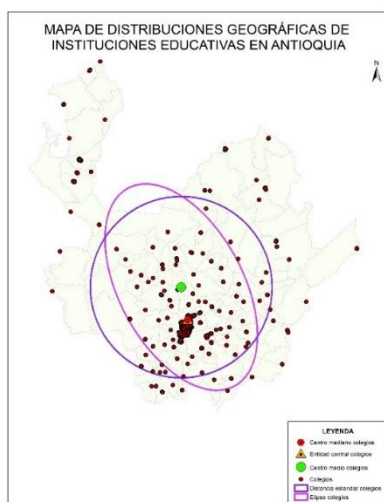 MAPA DE DISTRIBUCIONES GEOGRÁFICAS DE
INSTITUCIONES EDUCATIVAS EN ANTIOQUIA
N
LEYENDA
Centro mediano colegios
Entidad central colegios
Centro medio colegios
Colegios
Distancia estándar colegios
Elipse colegios